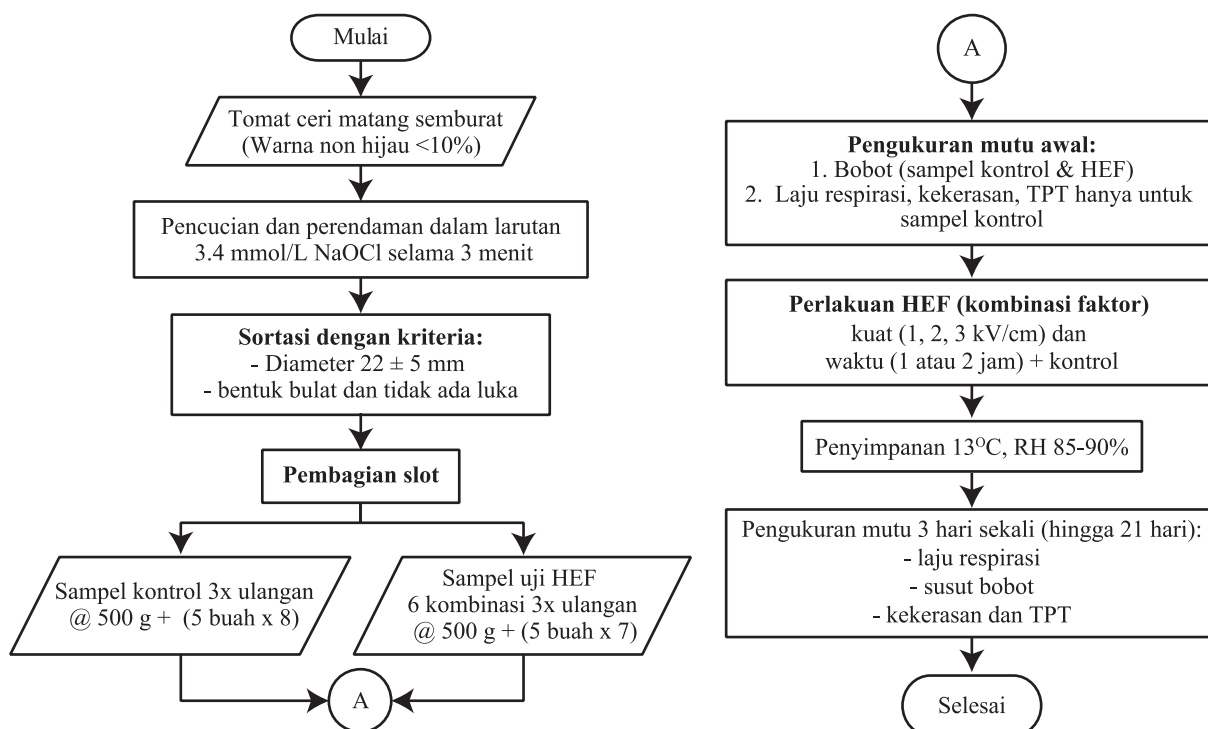 Mulai
Tomat ceri matang semburat
(Warna non hijau <10%)
Pencucian dan perendaman dalam larutan
3.4 mmol/L NaOCl selama 3 menit
Sortasi dengan kriteria:
- Diameter 22 ± 5 mm
- bentuk bulat dan tidak ada luka
Pembagian slot
Sampel kontrol 3x ulangan
@ 500 g + (5 buah x 8)
Sampel uji HEF
6 kombinasi 3x ulangan
@ 500 g + (5 buah x 7)
A
A
Pengukuran mutu awal:
1. Bobot (sampel kontrol & HEF)
2. Laju respirasi, kekerasan, TPT hanya untuk
sampel kontrol
Perlakuan HEF (kombinasi faktor)
kuat (1, 2, 3 kV/cm) dan
waktu (1 atau 2 jam) + kontrol
Penyimpanan 13°C, RH 85-90%
Pengukuran mutu 3 hari sekali (hingga 21 hari):
- laju respirasi
- susut bobot
- kekerasan dan TPT
Selesai